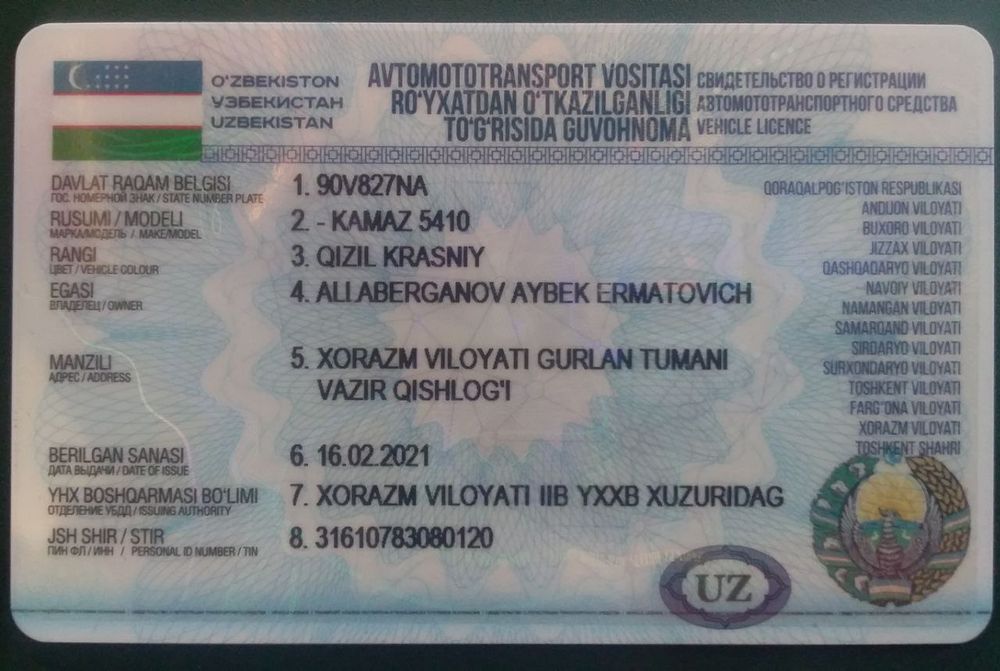 O'ZBEKISTON
ЎЗБЕКИСТАН
UZBEKISTAN
AVTOMOTOTRANSPORT VOSITASI
RO'YXATDAN O'TKAZILGANLIGI
TO'G'RISIDA GUVOHNOMA
СВИДЕТЕЛЬСТВО О РЕГИСТРАЦИИ
АВТОМОТОТРАНСПОРТНОГО СРЕДСТВА
VEHICLE LICENCE
DAVLAT RAQAM BELGISI
ГОС. НОМЕРНОЙ ЗНАК / STATE NUMBER PLATE
1. 90V827NA
RUSUMI / MODELI
МАРКА/МОДЕЛЬ / MAKE/MODEL
2. - KAMAZ 5410
RANGI
ЦВЕТ / VEHICLE COLOUR
3. QIZIL KRASNIY
EGASI
ВЛАДЕЛЕЦ / OWNER
4. ALLABERGANOV AYBEK ERMATOVICH
MANZILI
АДРЕС / ADDRESS
5. XORAZM VILOYATI GURLAN TUMANI
VAZIR QISHLOG'I
BERILGAN SANASI
ДАТА ВЫДАЧИ / DATE OF ISSUE
6. 16.02.2021
YHX BOSHQARMASI BO'LIMI
ОТДЕЛЕНИЕ УБДД / ISSUING AUTHORITY
7. XORAZM VILOYATI IIB YXXB XUZURIDAG
JSH SHIR / STIR
ПИН ФЛ / ИНН / PERSONAL ID NUMBER / TIN
8. 31610783080120
QORAQALPOG'ISTON RESPUBLIKASI
ANDIJON VILOYATI
BUXORO VILOYATI
JIZZAX VILOYATI
QASHQADARYO VILOYATI
NAVOIY VILOYATI
NAMANGAN VILOYATI
SAMARQAND VILOYATI
SIRDARYO VILOYATI
SURXONDARYO VILOYATI
TOSHKENT VILOYATI
FARG'ONA VILOYATI
XORAZM VILOYATI
TOSHKENT SHAHRI
UZ